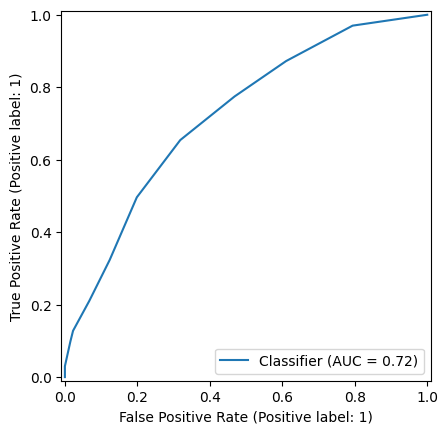 True Positive Rate (Positive label: 1)
1.0
0.8
0.6
0.4
0.2
0.0
Classifier (AUC = 0.72)
0.0 0.2 0.4 0.6 0.8 1.0
False Positive Rate (Positive label: 1)